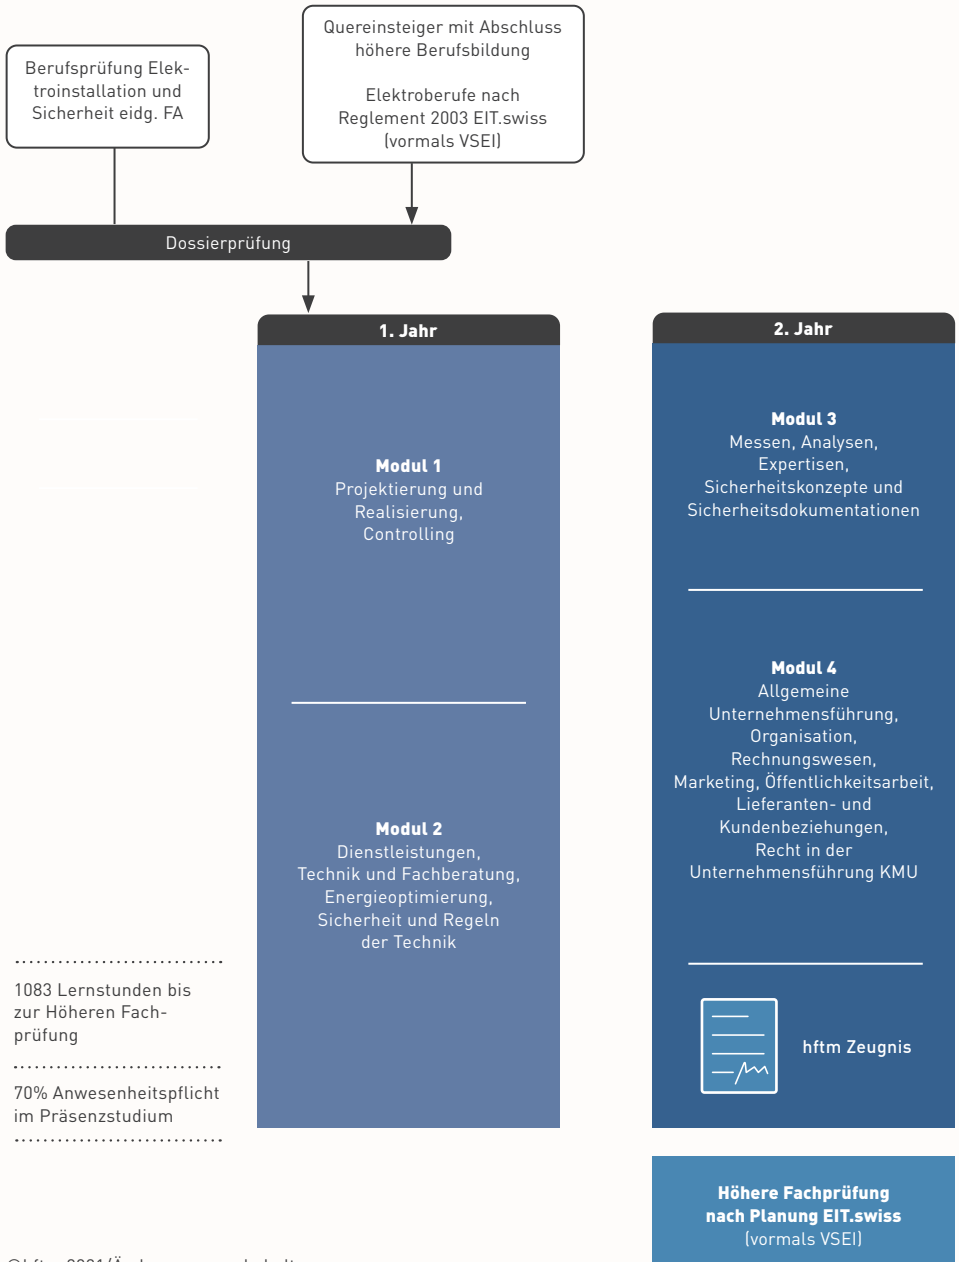 Berufsprüfung Elek-
troinstallation und
Sicherheit eidg. FA
Quereinsteiger mit Abschluss
höhere Berufsbildung
Elektroberufe nach
Reglement 2003 EIT.swiss
(vormals VSEI)
Dossierprüfung
1. Jahr
Modul 1
Projektierung und
Realisierung,
Controlling
Modul 2
Dienstleistungen,
Technik und Fachberatung,
Energieoptimierung,
Sicherheit und Regeln
der Technik
2. Jahr
Modul 3
Messen, Analysen,
Expertisen,
Sicherheitskonzepte und
Sicherheitsdokumentationen
Modul 4
Allgemeine
Unternehmensführung,
Organisation,
Rechnungswesen,
Marketing, Öffentlichkeitsarbeit,
Lieferanten- und
Kundenbeziehungen,
Recht in der
Unternehmensführung KMU
hftm Zeugnis
1083 Lernstunden bis
zur Höheren Fach-
prüfung
70% Anwesenheitspflicht
im Präsenzstudium
Höhere Fachprüfung
nach Planung EIT.swiss
(vormals VSEI)